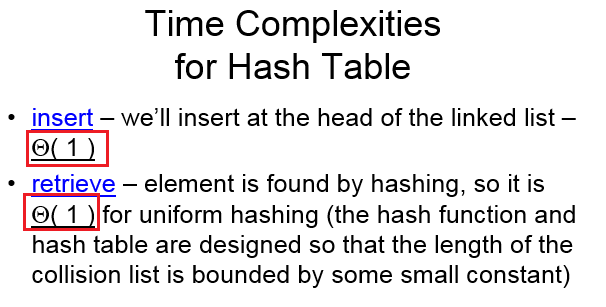 Time Complexities
for Hash Table
• insert – we’ll insert at the head of the linked list –
Θ( 1 )
• retrieve – element is found by hashing, so it is
Θ( 1 ) for uniform hashing (the hash function and
hash table are designed so that the length of the
collision list is bounded by some small constant)